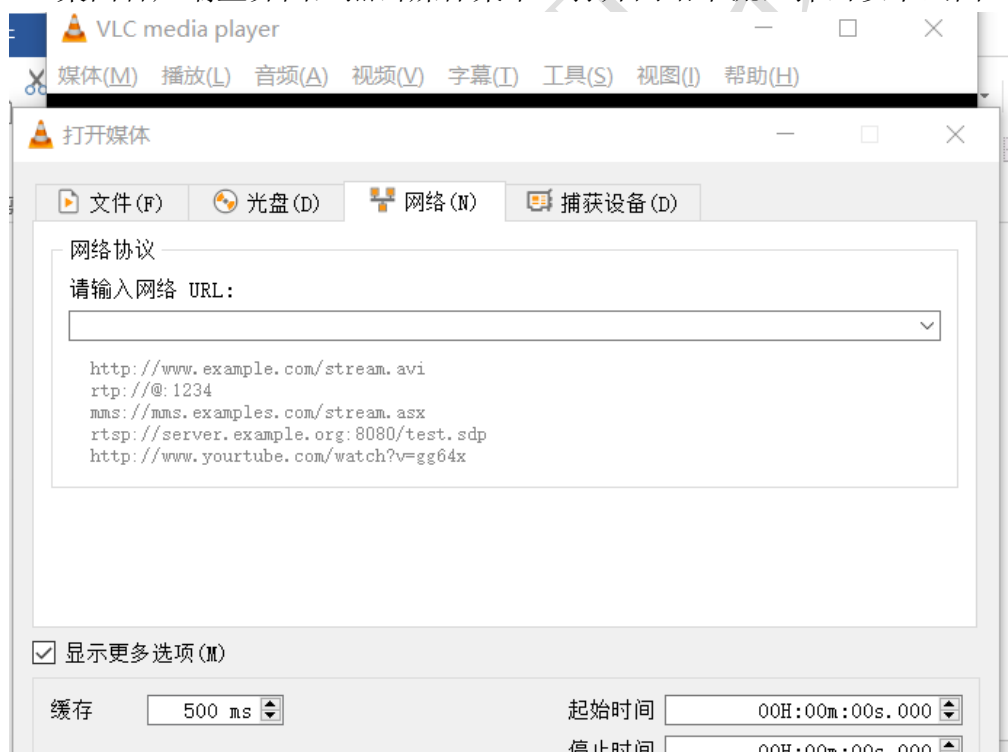 VLC media player
媒体(M) 播放(L) 音频(A) 视频(V) 字幕(T) 工具(S) 视图(I) 帮助(H)
打开媒体
文件(F) 光盘(D) 网络(N) 捕获设备(D)
网络协议
请输入网络 URL:
http://www.example.com/stream.avi
rtp://@:1234
mms://mms.examples.com/stream.asx
rtsp://server.example.org:8080/test.sdp
http://www.yourtube.com/watch?v=gg64x
显示更多选项(M)
缓存 500 ms 起始时间 00H:00m:00s.000
停止时间 00H:00m:00s.000